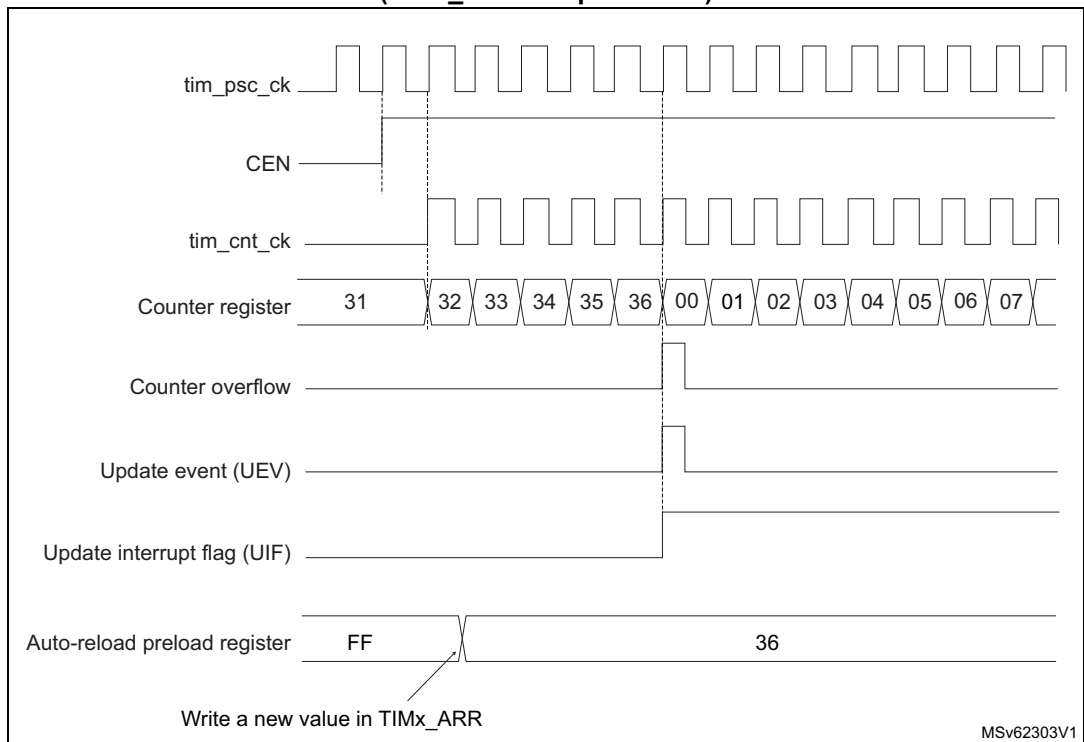 tim_psc_ck
CEN
tim_cnt_ck
Counter register 31 32 33 34 35 36 00 01 02 03 04 05 06 07
Counter overflow
Update event (UEV)
Update interrupt flag (UIF)
Auto-reload preload register FF 36
Write a new value in TIMx_ARR
MSv62303V1